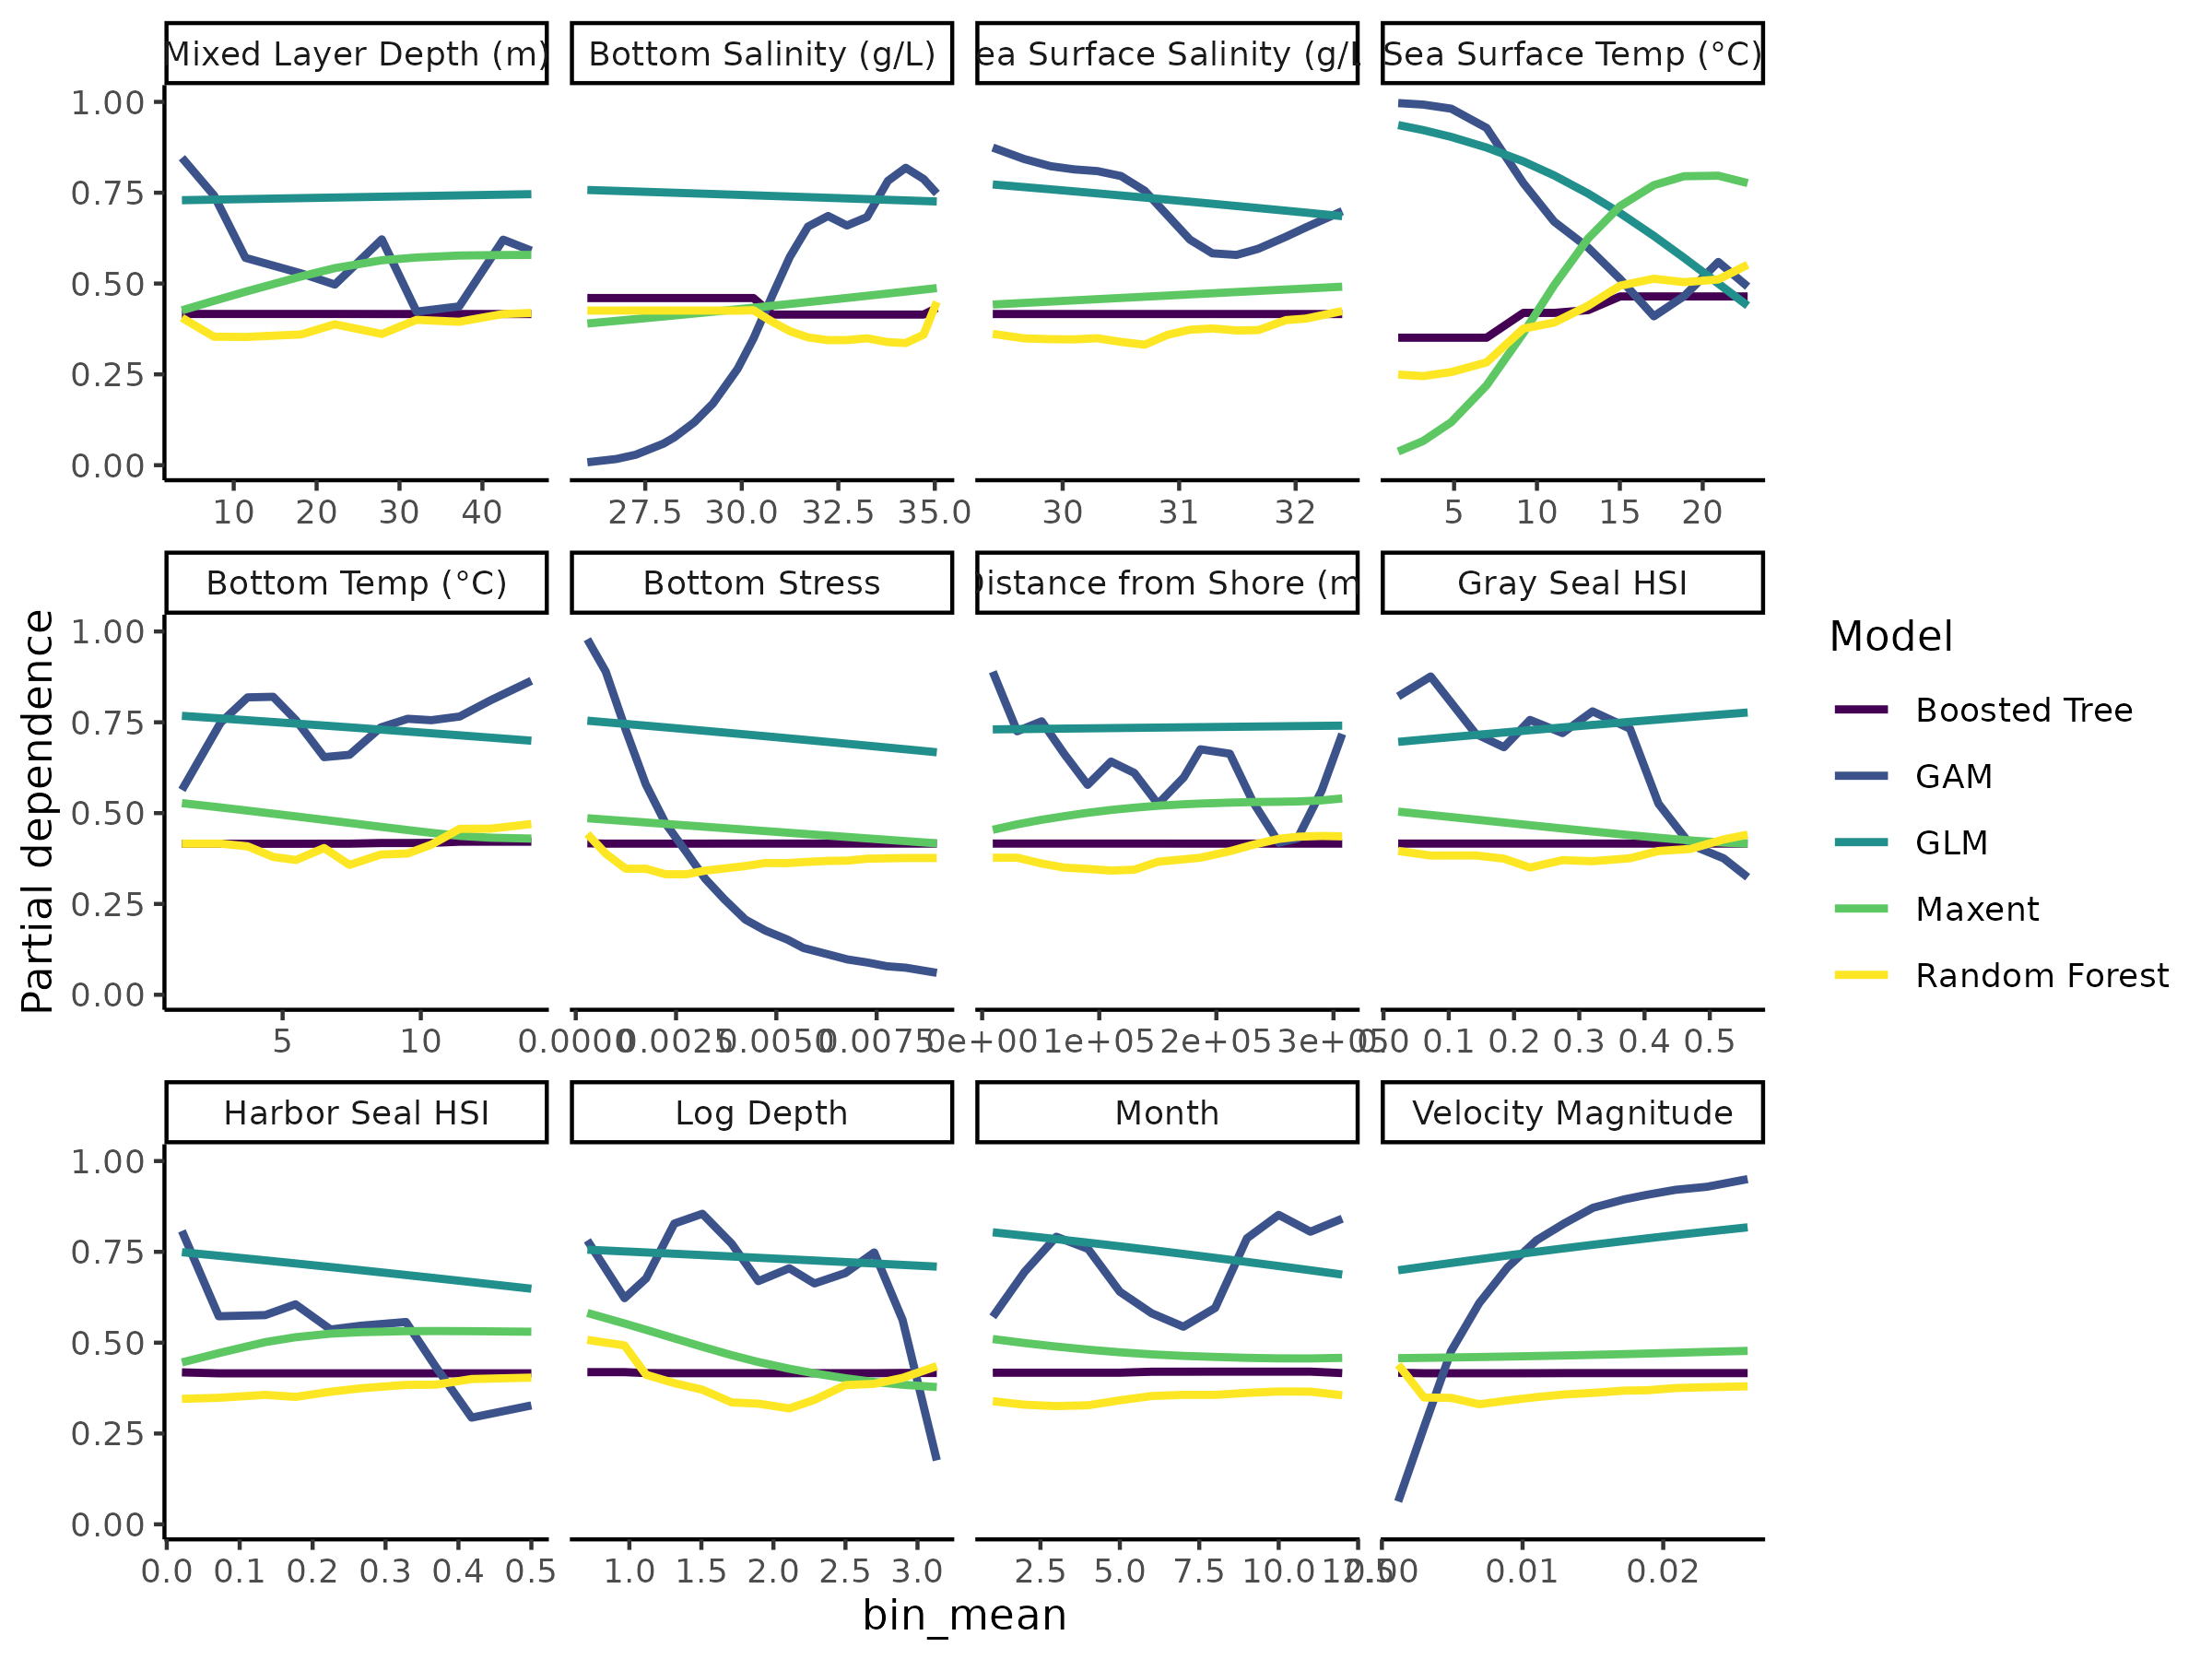 Mixed Layer Depth (m)
Bottom Salinity (g/L)
ea Surface Salinity (g/L
Sea Surface Temp (°C)
1.00
0.75
0.50
0.25
0.00
10 20 30 40
27.5 30.0 32.5 35.0
30 31 32
5 10 15 20
Bottom Temp (°C)
Bottom Stress
Distance from Shore (m
Gray Seal HSI
1.00
0.75
0.50
0.25
0.00
5 10
0.0000 0.0025 0.0050 0.0075
0e+00 1e+05 2e+05 3e+05
0.0 0.1 0.2 0.3 0.4 0.5
Harbor Seal HSI
Log Depth
Month
Velocity Magnitude
1.00
0.75
0.50
0.25
0.00
0.0 0.1 0.2 0.3 0.4 0.5
1.0 1.5 2.0 2.5 3.0
2.5 5.0 7.5 10.0 12.5
0.00 0.01 0.02
Partial dependence
bin_mean
Model
Boosted Tree
GAM
GLM
Maxent
Random Forest